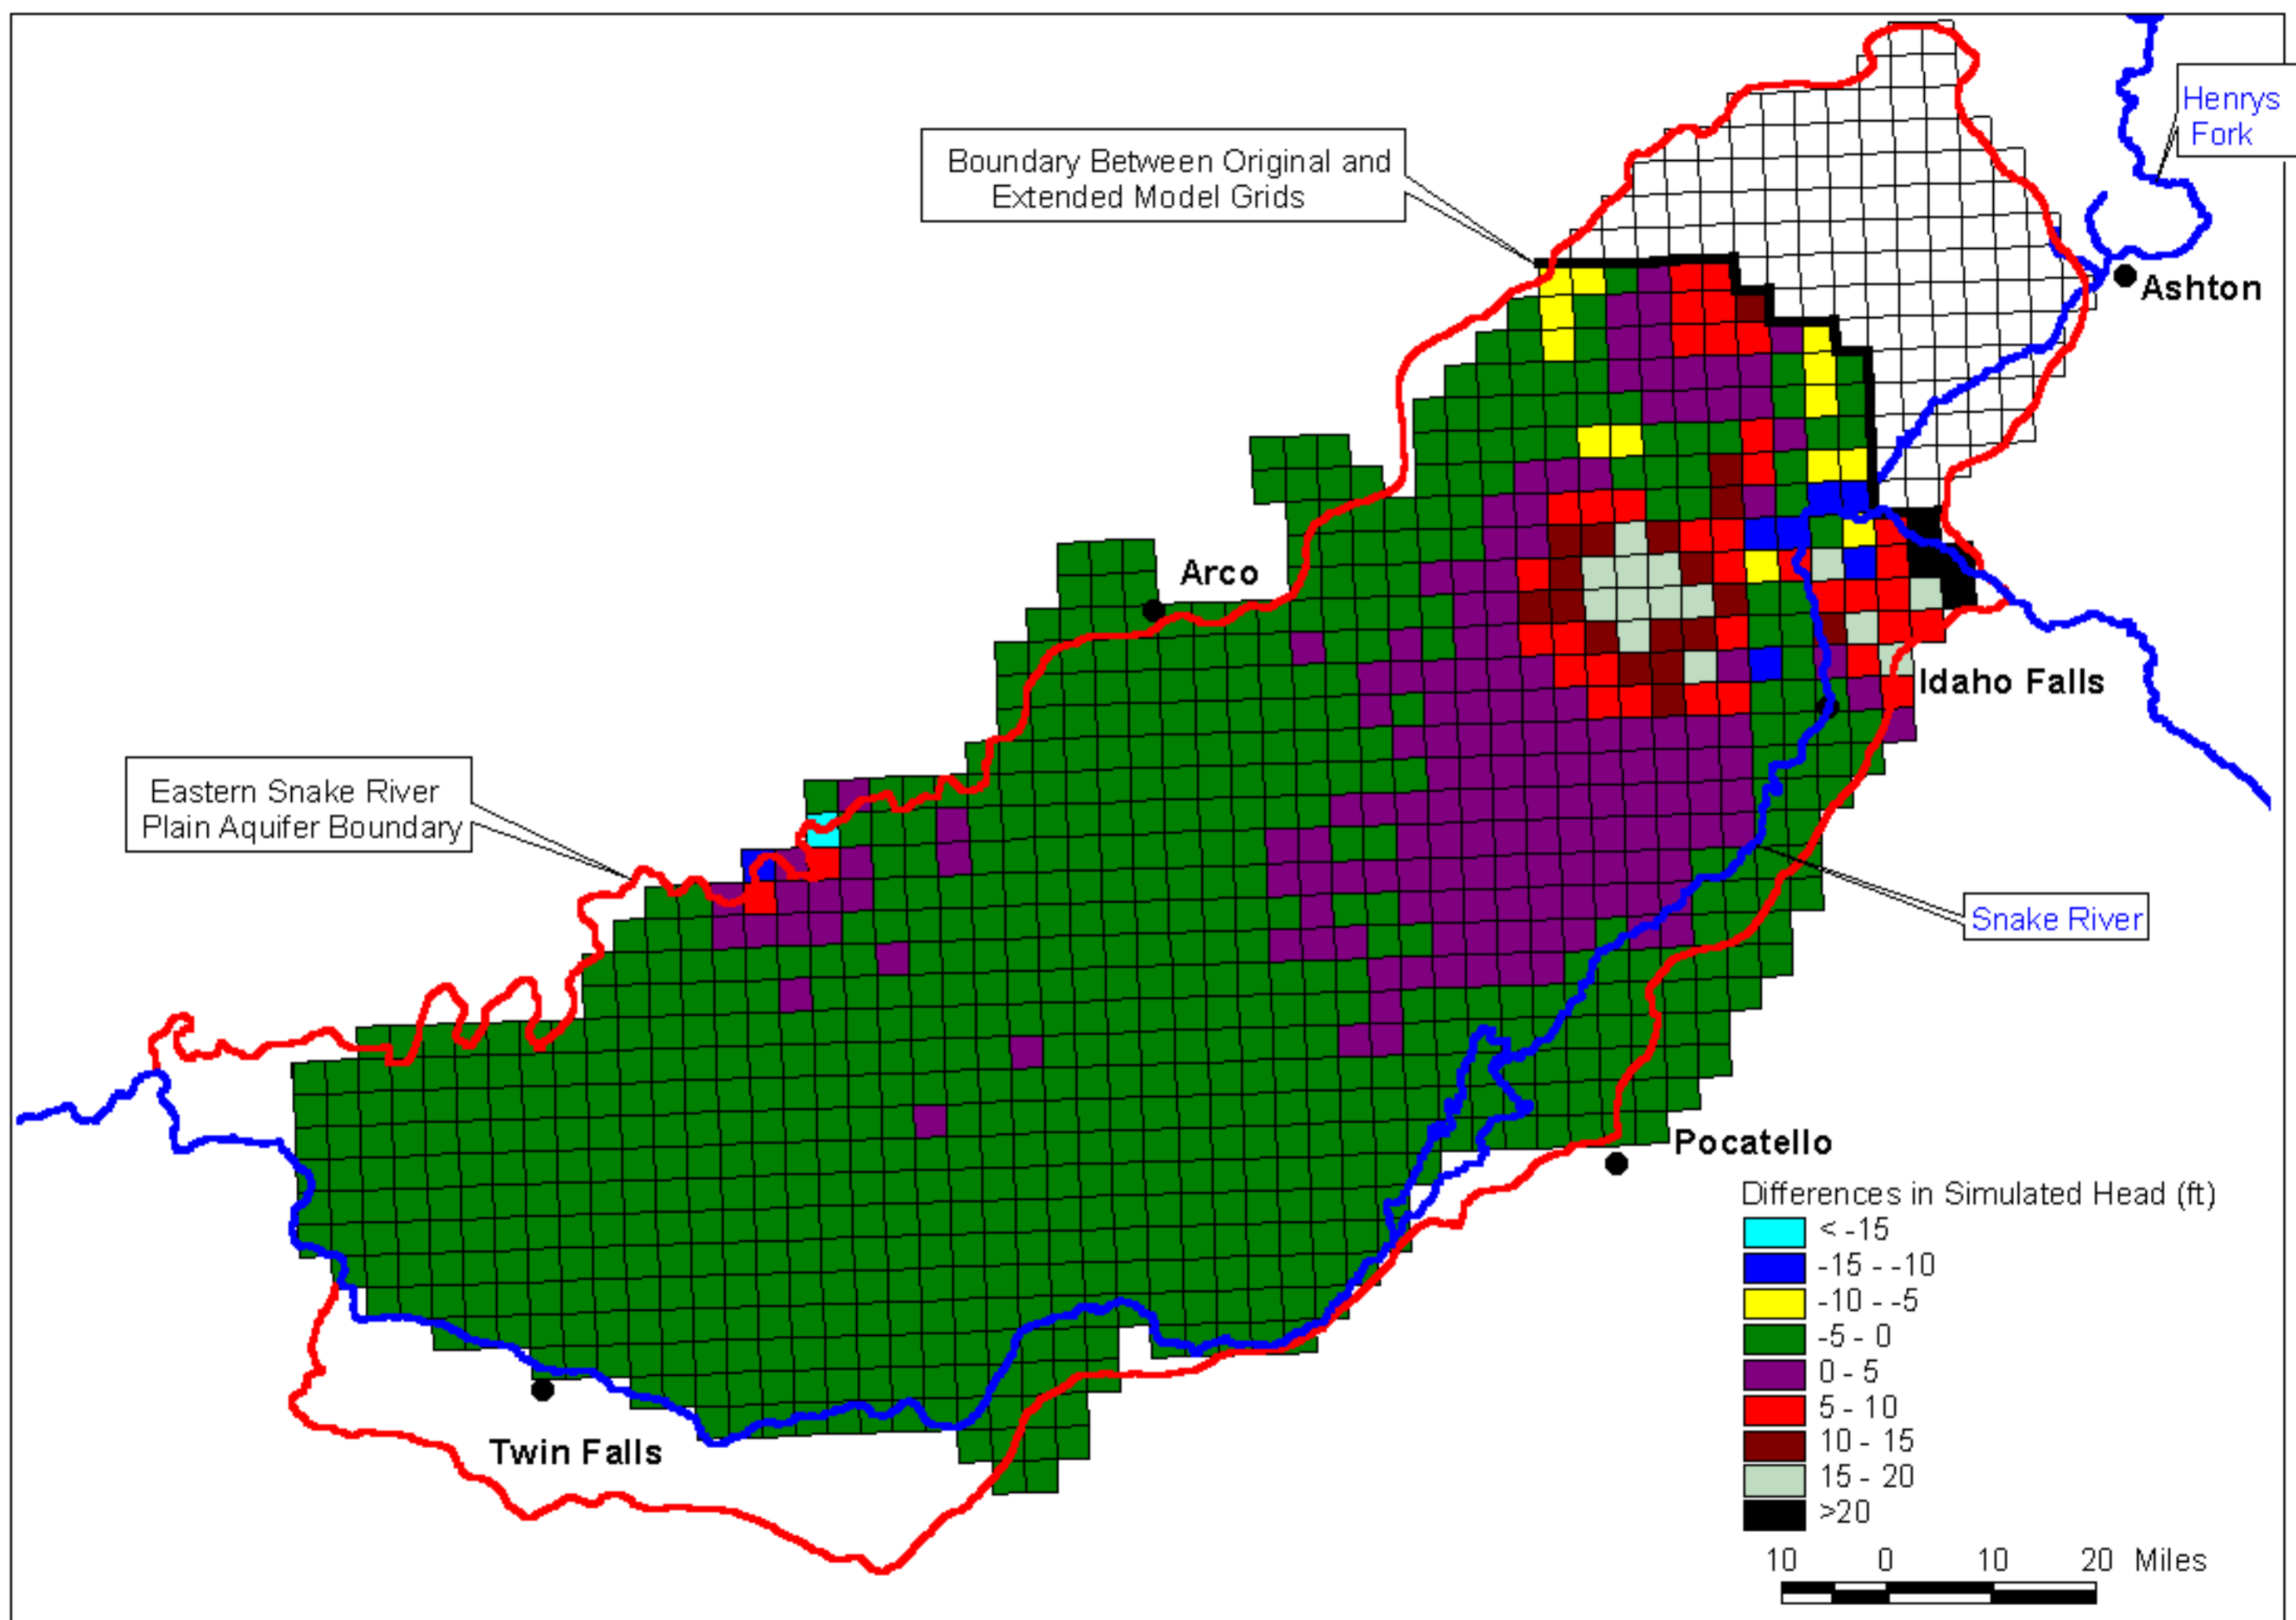 Henrys
Fork
Boundary Between Original and
Extended Model Grids
Ashton
Arco
Idaho Falls
Eastern Snake River
Plain Aquifer Boundary
Snake River
Pocatello
Twin Falls
Differences in Simulated Head (ft)
< -15
-15 - -10
-10 - -5
-5 - 0
0 - 5
5 - 10
10 - 15
15 - 20
>20
10 0 10 20 Miles